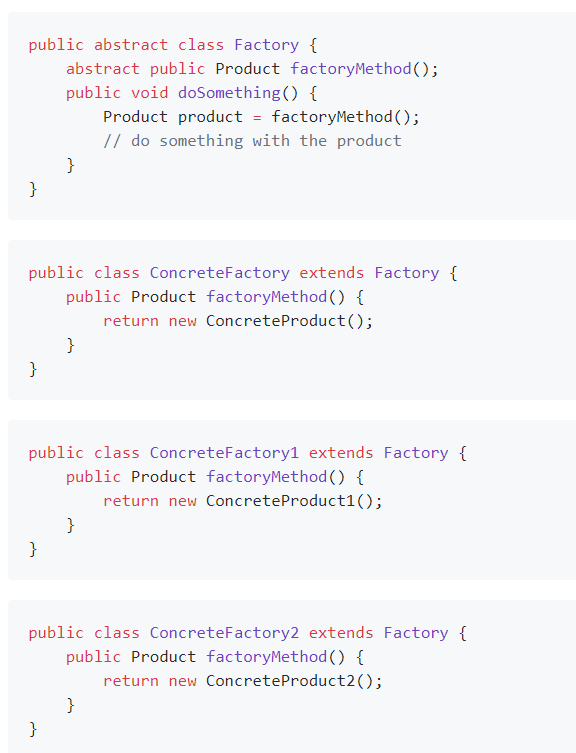 public abstract class Factory {
    abstract public Product factoryMethod();
    public void doSomething() {
        Product product = factoryMethod();
        // do something with the product
    }
}
public class ConcreteFactory extends Factory {
    public Product factoryMethod() {
        return new ConcreteProduct();
    }
}
public class ConcreteFactory1 extends Factory {
    public Product factoryMethod() {
        return new ConcreteProduct1();
    }
}
public class ConcreteFactory2 extends Factory {
    public Product factoryMethod() {
        return new ConcreteProduct2();
    }
}